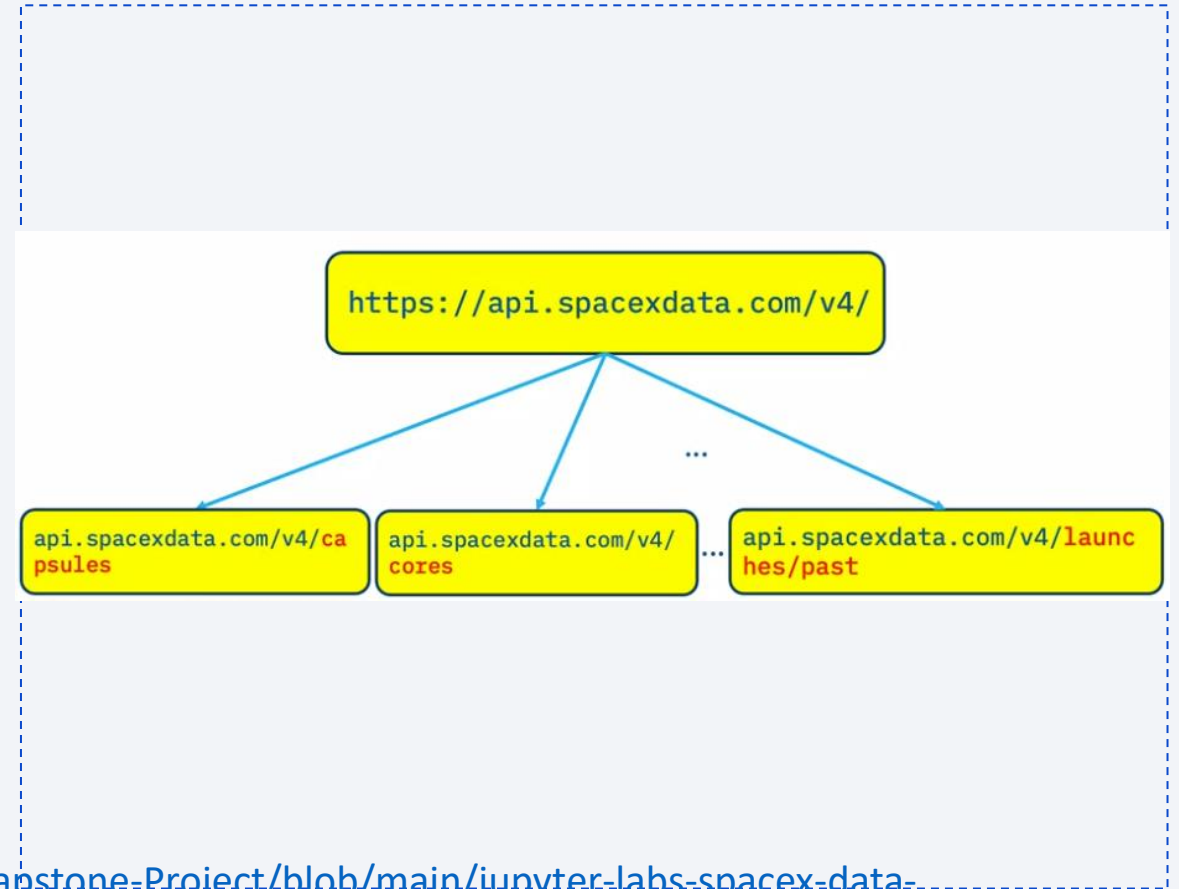 https://api.spacexdata.com/v4/
...
api.spacexdata.com/v4/ca
psules
api.spacexdata.com/v4/
cores
...
api.spacexdata.com/v4/launc
hes/past
apstone-Project/blob/main/jupyter-labs-spacex-data-